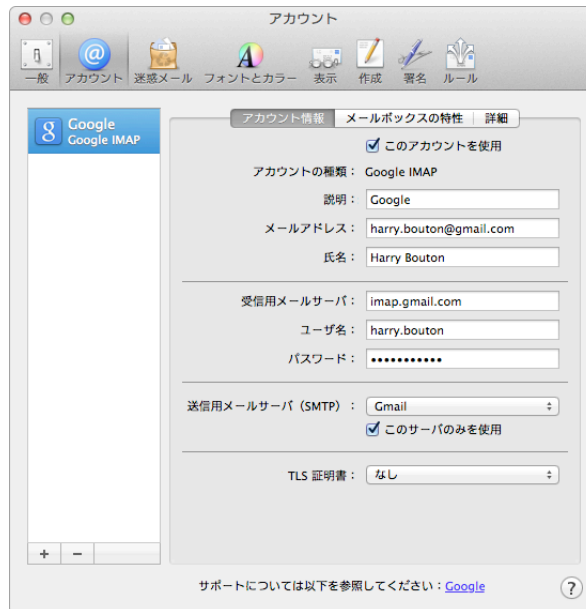 アカウント
一般 アカウント 迷惑メール フォントとカラー 表示 作成 署名 ルール
Google
Google IMAP
アカウント情報 メールボックスの特性 詳細
このアカウントを使用
アカウントの種類： Google IMAP
説明： Google
メールアドレス： harry.bouton@gmail.com
氏名： Harry Bouton
受信用メールサーバ： imap.gmail.com
ユーザ名： harry.bouton
パスワード： •••••••••••
送信用メールサーバ（SMTP）： Gmail
このサーバのみを使用
TLS 証明書： なし
+ −
サポートについては以下を参照してください：Google ?